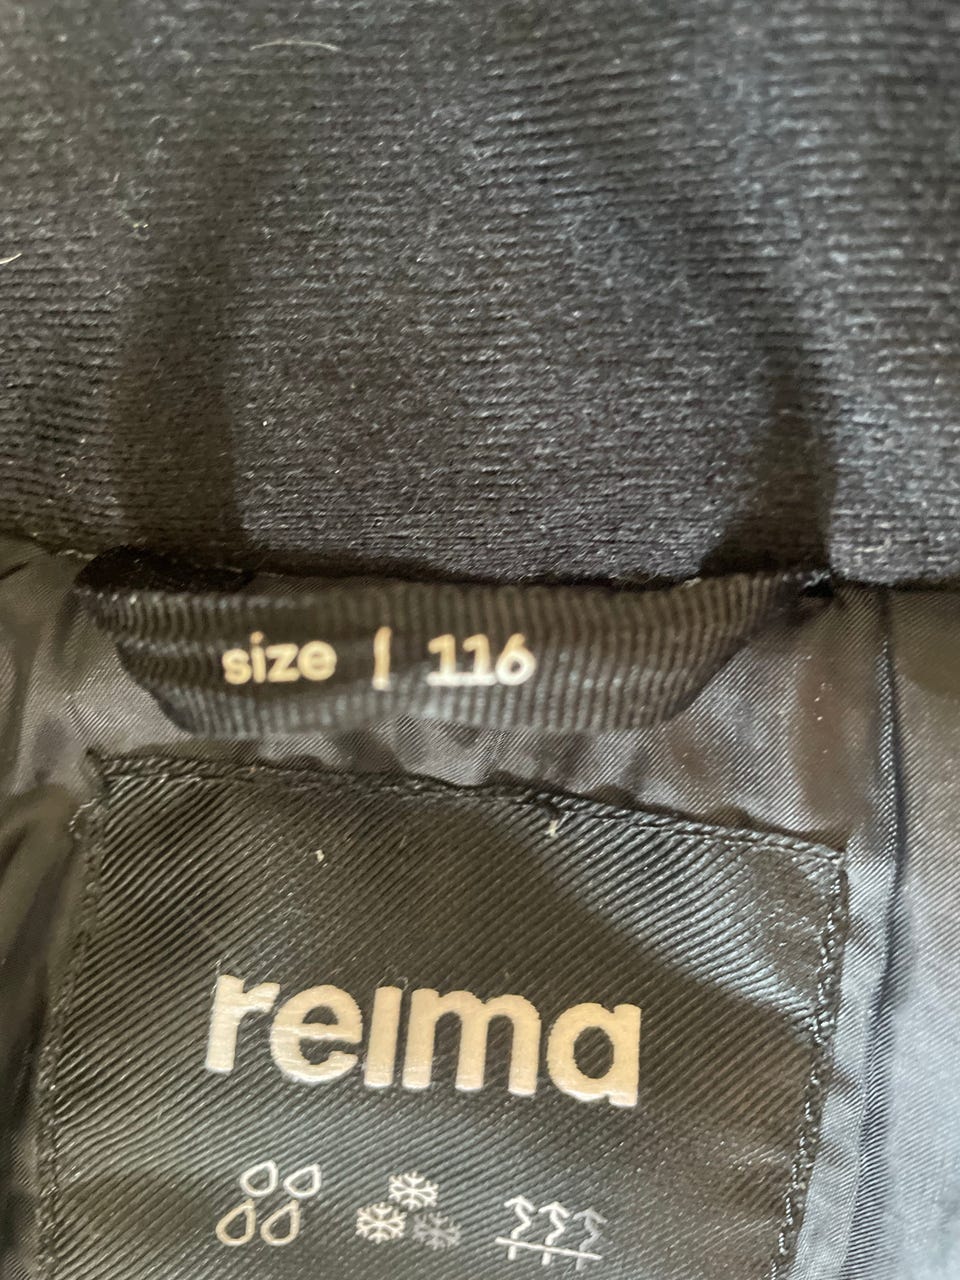 size | 116
reima